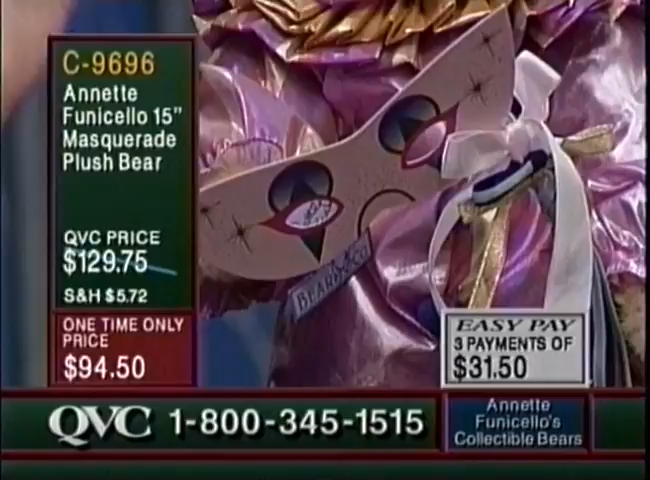 C-9696
Annette
Funicello 15"
Masquerade
Plush Bear
QVC PRICE
$129.75
S&H $5.72
ONE TIME ONLY
PRICE
$94.50
EASY PAY
3 PAYMENTS OF
$31.50
QVC 1-800-345-1515
Annette
Funicello's
Collectible Bears